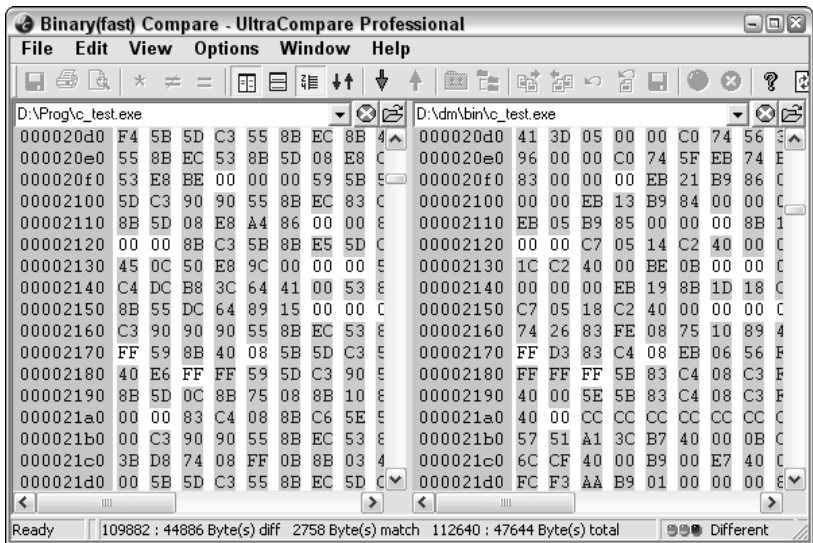 Binary(fast) Compare - UltraCompare Professional
File Edit View Options Window Help
D:\Prog\c_test.exe
000020d0 F4 5B 5D C3 55 8B EC 8B 4
000020e0 55 8B EC 53 8B 5D 08 E8
000020f0 53 E8 BE 00 00 00 59 5B 5
00002100 5D C3 90 90 55 8B EC 83
00002110 8B 5D 08 E8 A4 86 00 00 8
00002120 00 00 8B C3 5B 8B E5 5D
00002130 45 0C 50 E8 9C 00 00 00 5
00002140 C4 DC B8 3C 64 41 00 53 8
00002150 8B 55 DC 64 89 15 00 00 0
00002160 C3 90 90 90 55 8B EC 53 8
00002170 FF 59 8B 40 08 5B 5D C3 5
00002180 40 E6 FF FF 59 5D C3 90 5
00002190 8B 5D 0C 8B 75 08 8B 10 8
000021a0 00 00 83 C4 08 8B C6 5E 5
000021b0 00 C3 90 90 55 8B EC 53 8
000021c0 3B D8 74 08 FF 0B 8B 03 4
000021d0 00 5B 5D C3 55 8B EC 5D
D:\dm\bin\c_test.exe
000020d0 41 3D 05 00 00 C0 74 56 3
000020e0 96 00 00 C0 74 5F EB 74
000020f0 83 00 00 00 EB 21 B9 86
00002100 00 00 EB 13 B9 84 00 00
00002110 EB 05 B9 85 00 00 00 8B 1
00002120 00 00 C7 05 14 C2 40 00
00002130 1C C2 40 00 BE 0B 00 00
00002140 00 00 00 EB 19 8B 1D 18
00002150 C7 05 18 C2 40 00 00 00
00002160 74 26 83 FE 08 75 10 89 4
00002170 FF D3 83 C4 08 EB 06 56
00002180 FF FF FF 5B 83 C4 08 C3
00002190 40 00 5E 5B 83 C4 08 C3
000021a0 40 00 CC CC CC CC CC CC
000021b0 57 51 A1 3C B7 40 00 0B
000021c0 6C CF 40 00 B9 00 E7 40
000021d0 FC F3 AA B9 01 00 00 00
Ready 109882 : 44886 Byte(s) diff 2758 Byte(s) match 112640 : 47644 Byte(s) total Different